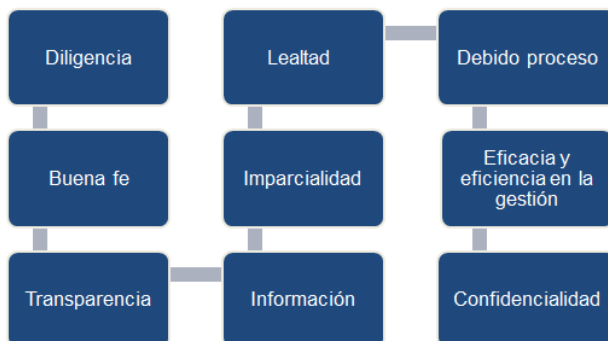 Diligencia
Buena fe
Transparencia
Información
Imparcialidad
Lealtad
Debido proceso
Eficacia y
eficiencia en la
gestión
Confidencialidad